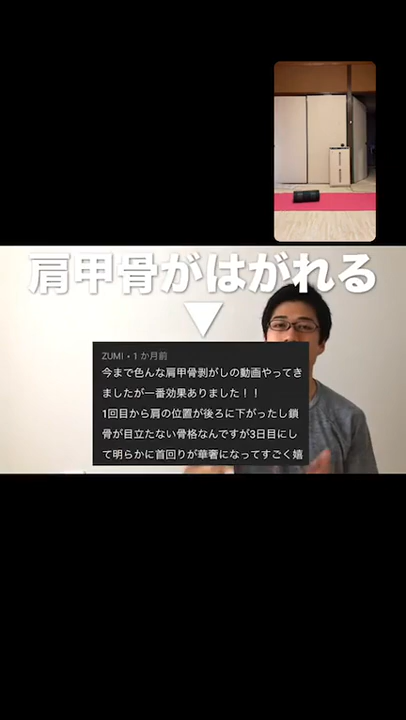 肩甲骨がはがれる
▼
ZUMI • 1 か月前
今まで色んな肩甲骨剥がしの動画やってき
ましたが一番効果ありました！！
1回目から肩の位置が後ろに下がったし鎖
骨が目立たない骨格なんですが3日目にし
て明らかに首回りが華奢になってすごく嬉